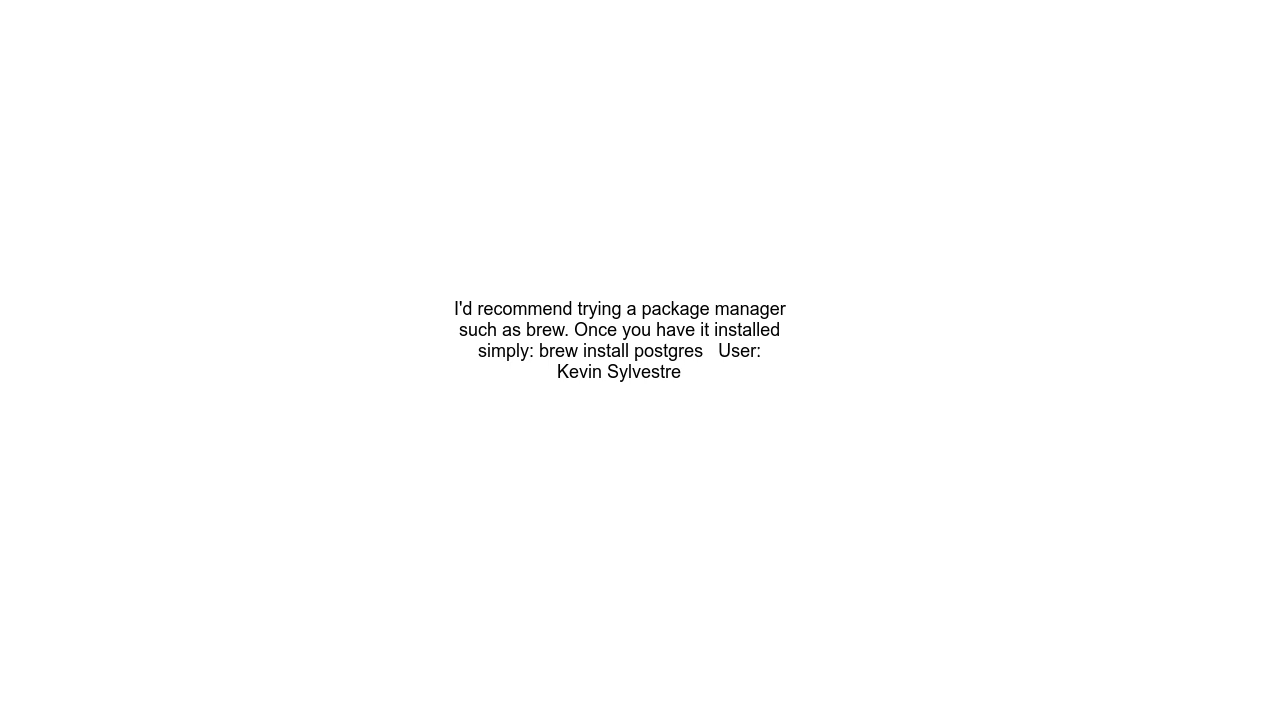 I'd recommend trying a package manager
such as brew. Once you have it installed
simply: brew install postgres   User:
Kevin Sylvestre